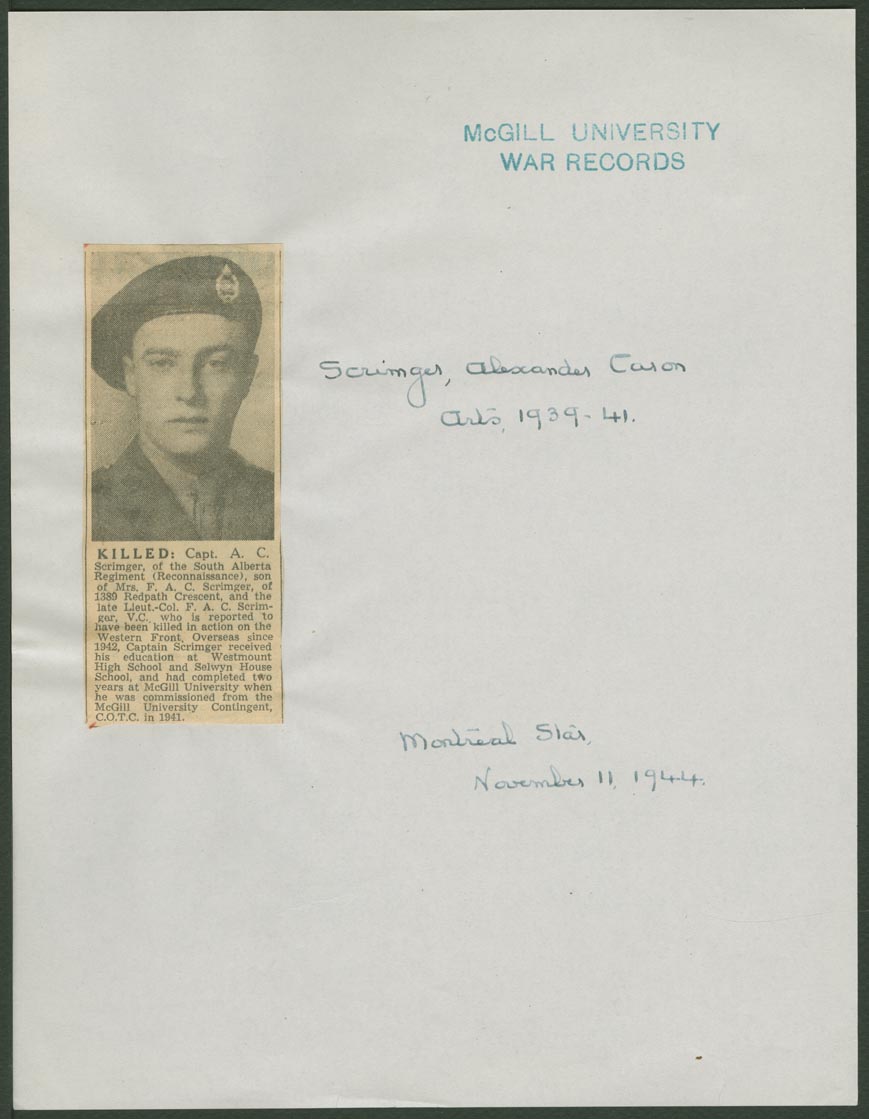 McGILL UNIVERSITY
WAR RECORDS
Scrimger, Alexander Caron
Arts, 1939-41.
KILLED: Capt. A. C.
Scrimger, of the South Alberta
Regiment (Reconnaissance), son
of Mrs. F. A. C. Scrimger, of
1389 Redpath Crescent, and the
late Lieut.-Col. F. A. C. Scrim-
ger, V.C., who is reported to
have been killed in action on the
Western Front. Overseas since
1942, Captain Scrimger received
his education at Westmount
High School and Selwyn House
School, and had completed two
years at McGill University when
he was commissioned from the
McGill University Contingent,
C.O.T.C. in 1941.
Montreal Star,
November 11, 1944.